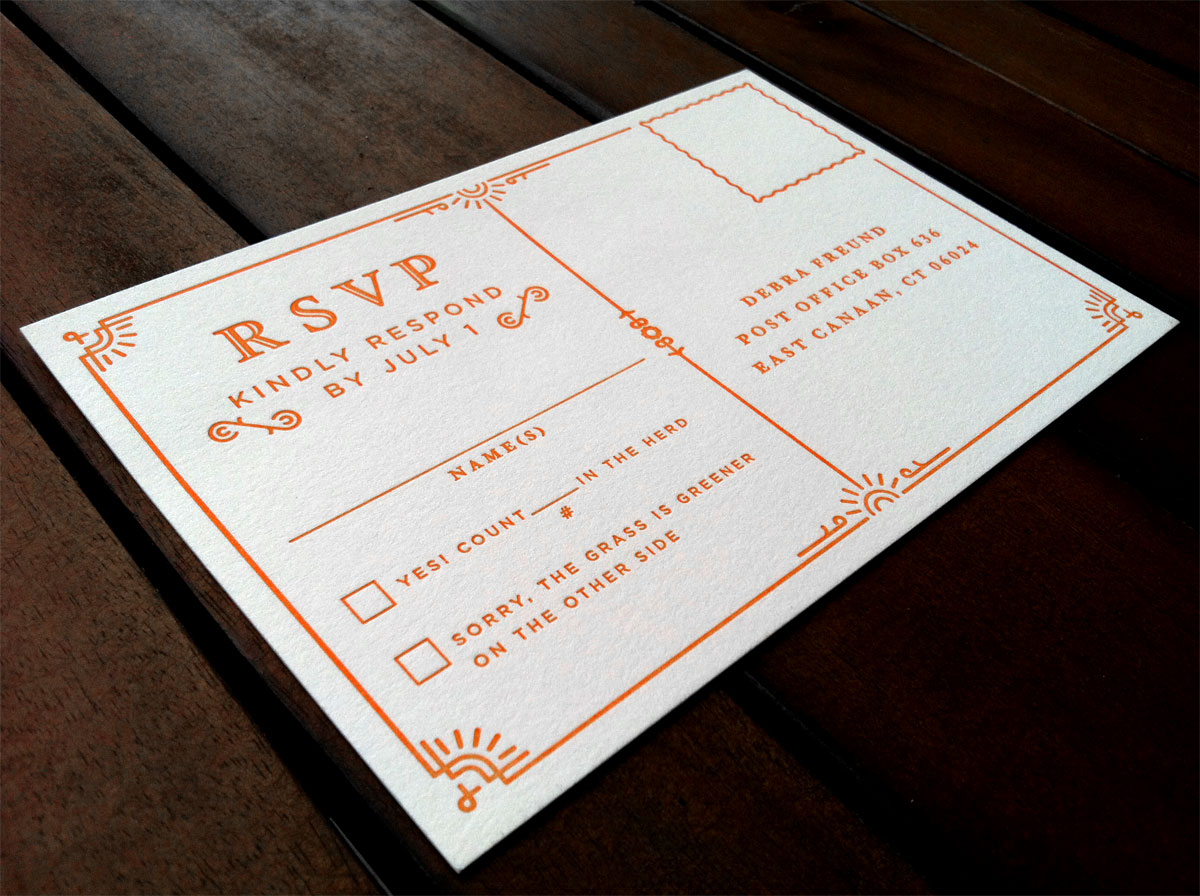 RSVP
KINDLY RESPOND
BY JULY 1
NAME(S)
YES! COUNT ___ IN THE HERD
#
SORRY, THE GRASS IS GREENER
ON THE OTHER SIDE
DEBRA FREUND
POST OFFICE BOX 636
EAST CANAAN, CT 06024